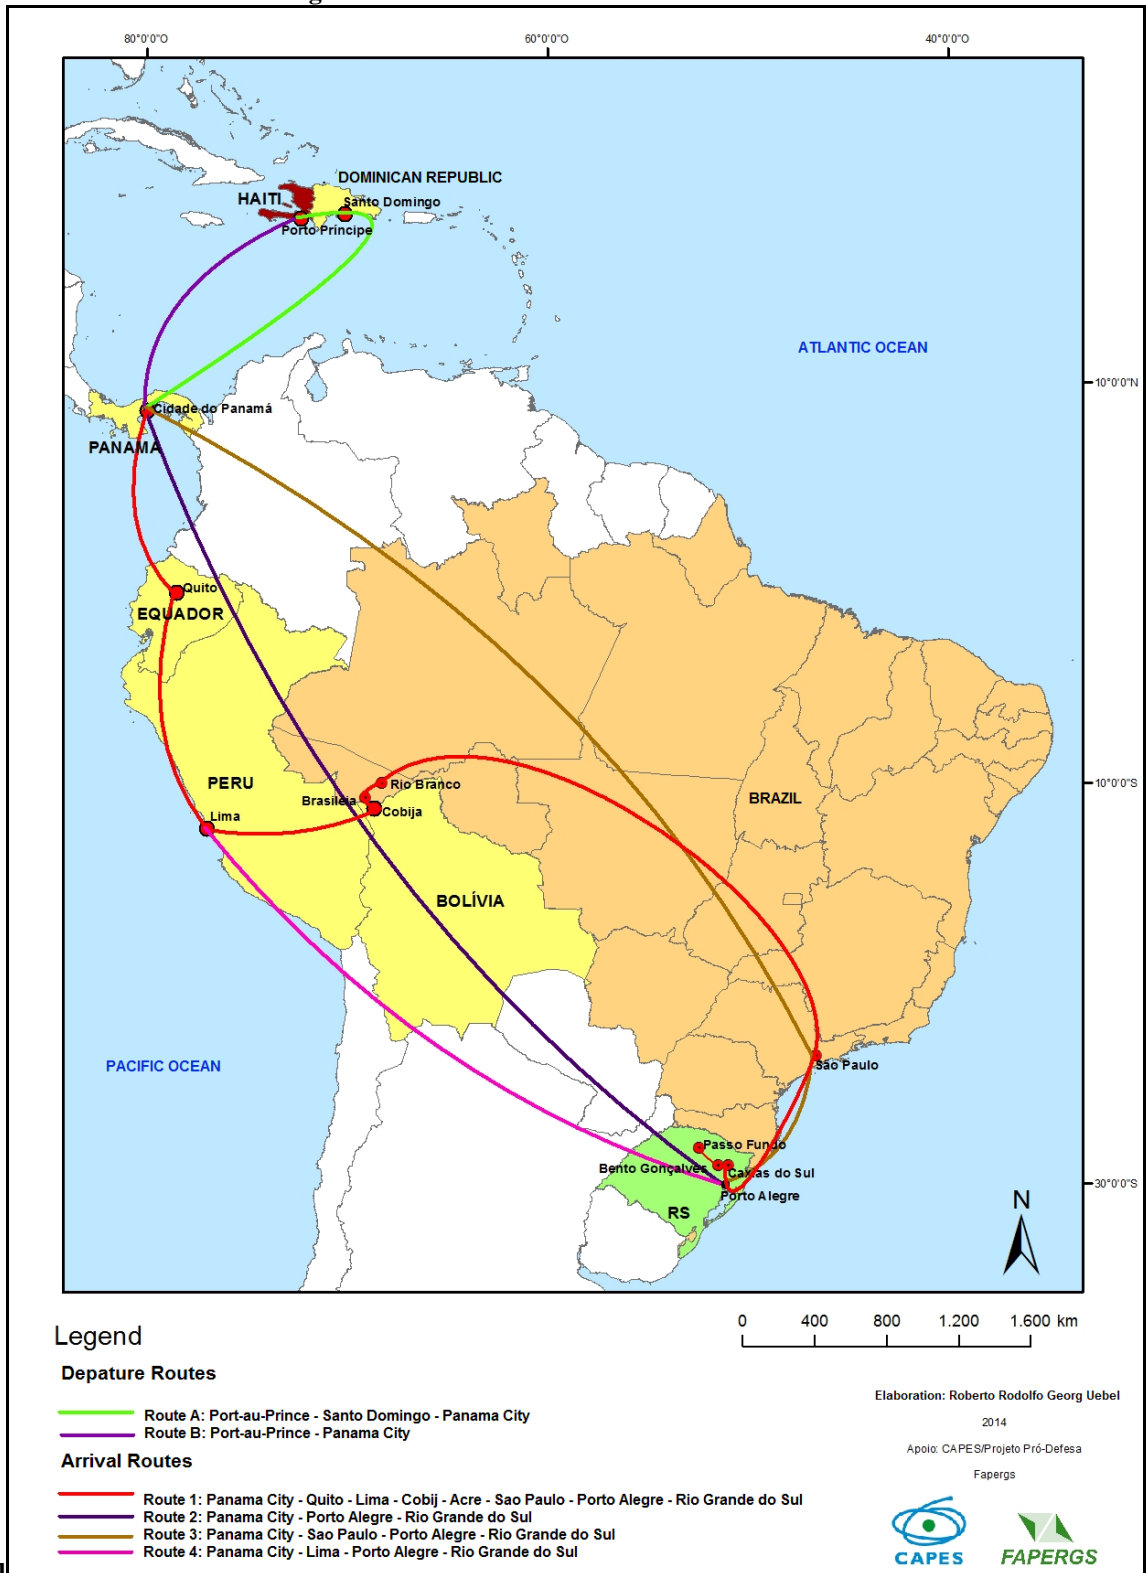 80°0'0"O 60°0'0"O 40°0'0"O
DOMINICAN REPUBLIC
HAITI
Santo Domingo
Porto Príncipe
ATLANTIC OCEAN
10°0'0"N
Cidade do Panamá
PANAMA
Quito
EQUADOR
PERU
Rio Branco
10°0'0"S
Brasiléia
BRAZIL
Cobija
Lima
BOLÍVIA
PACIFIC OCEAN
São Paulo
Passo Fundo
Bento Gonçalves
Caxias do Sul
30°0'0"S
Porto Alegre
RS
N
0 400 800 1.200 1.600 km
Legend
Depature Routes
Route A: Port-au-Prince - Santo Domingo - Panama City
Route B: Port-au-Prince - Panama City
Arrival Routes
Route 1: Panama City - Quito - Lima - Cobij - Acre - Sao Paulo - Porto Alegre - Rio Grande do Sul
Route 2: Panama City - Porto Alegre - Rio Grande do Sul
Route 3: Panama City - Sao Paulo - Porto Alegre - Rio Grande do Sul
Route 4: Panama City - Lima - Porto Alegre - Rio Grande do Sul
Elaboration: Roberto Rodolfo Georg Uebel
2014
Apoio: CAPES/Projeto Pró-Defesa
Fapergs
CAPES
FAPERGS